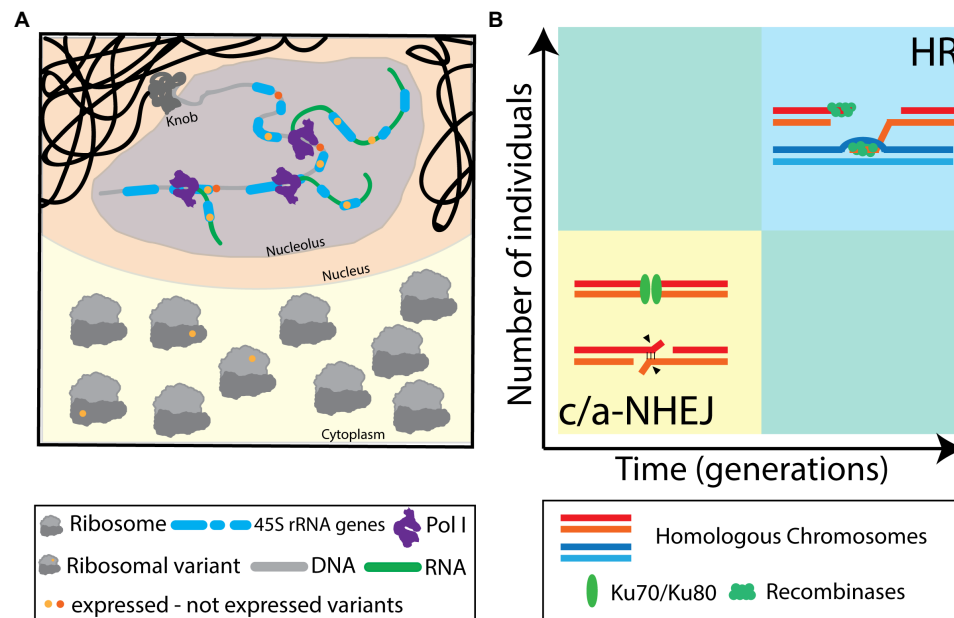 A
Knob
Nucleolus
Nucleus
Cytoplasm
Ribosome
45S rRNA genes
Pol I
Ribosomal variant
DNA
RNA
expressed - not expressed variants
B
Number of individuals
HR
c/a-NHEJ
Time (generations)
Homologous Chromosomes
Ku70/Ku80
Recombinases